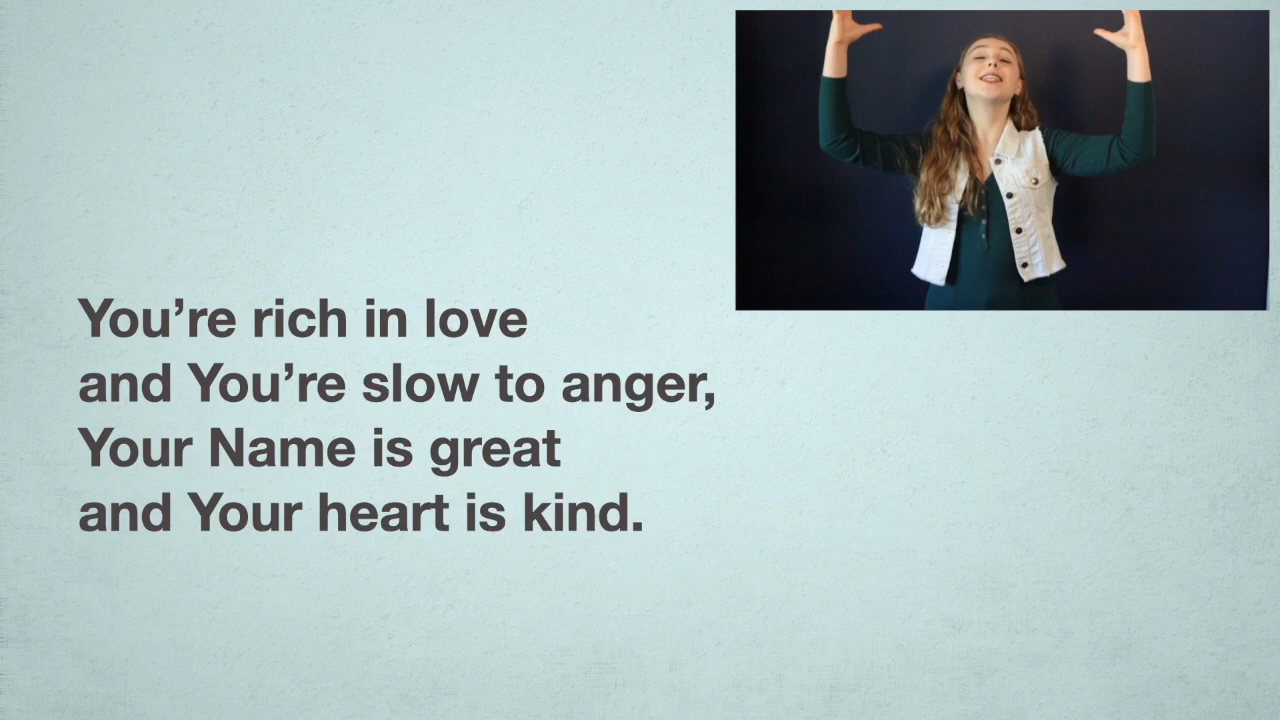 You’re rich in love
and You’re slow to anger,
Your Name is great
and Your heart is kind.